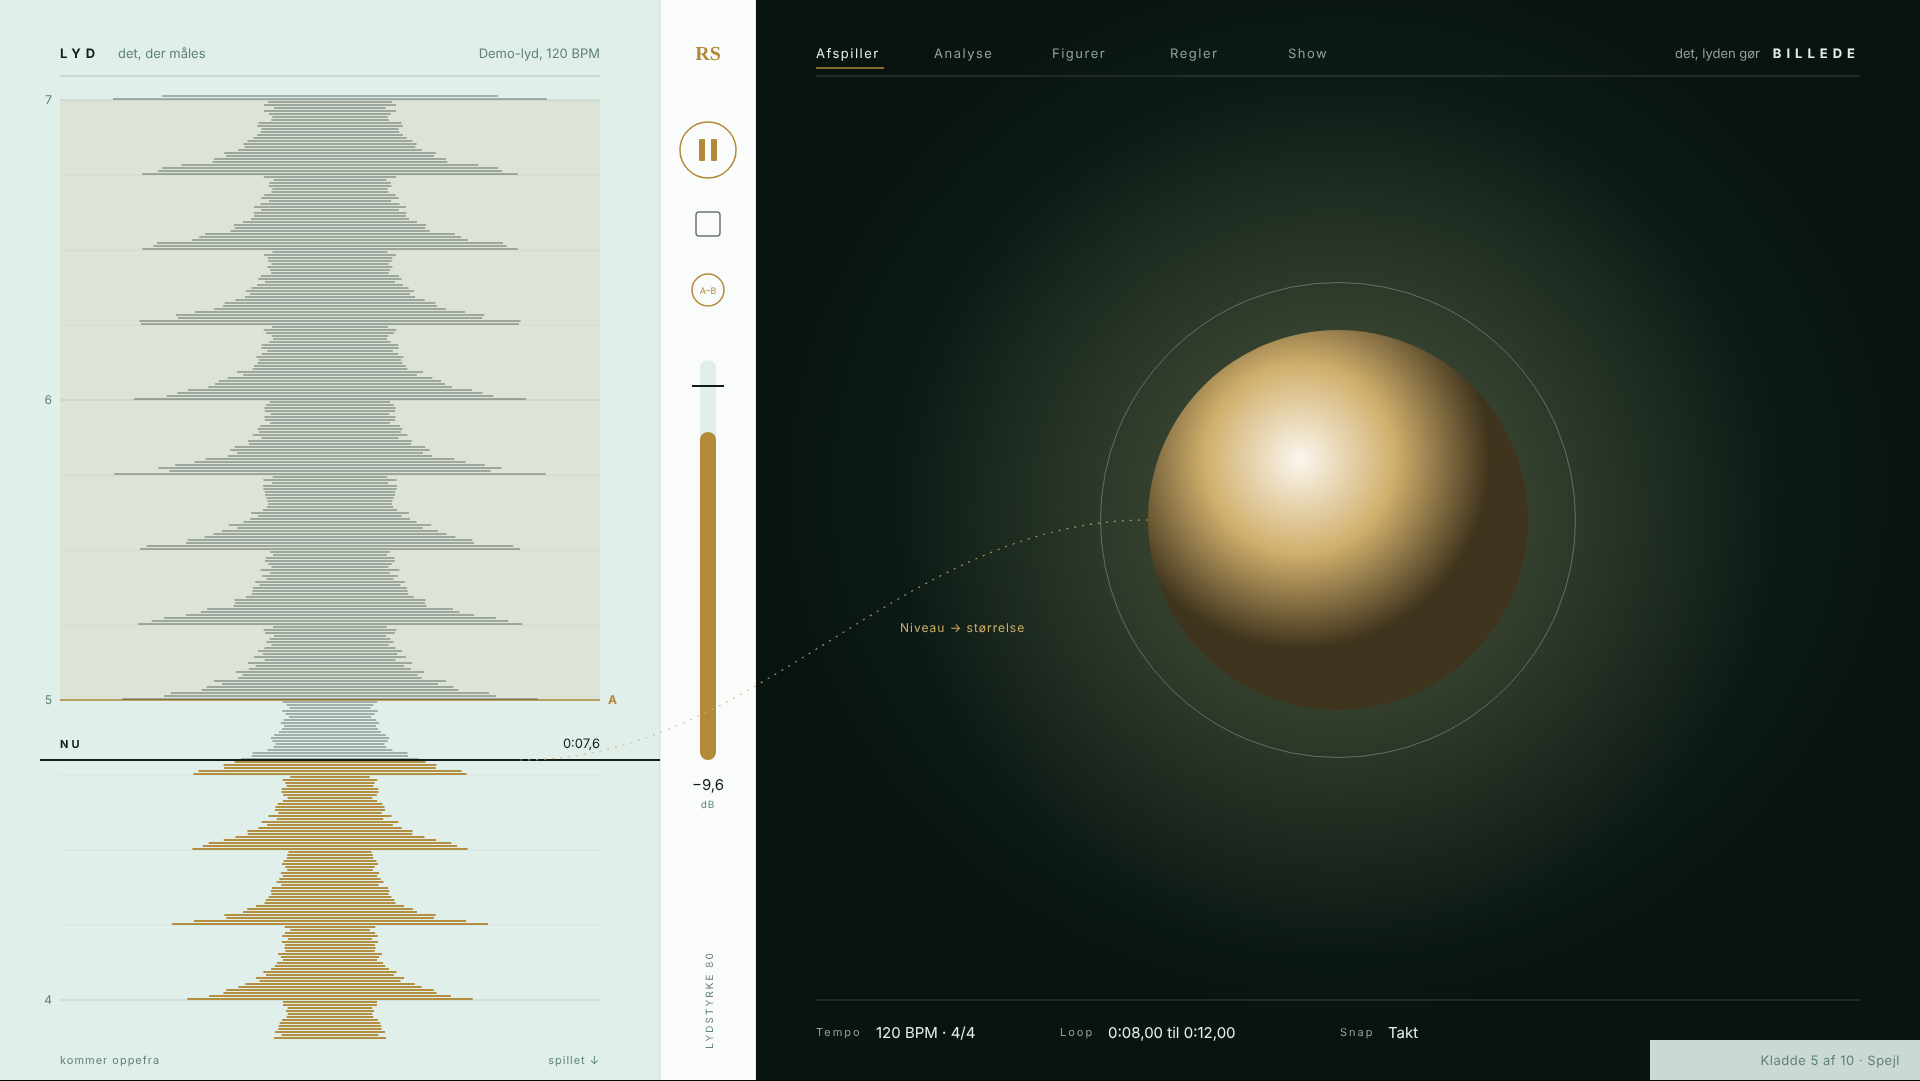 LYD det, der måles Demo-lyd, 120 BPM
7
6
5
A
NU 0:07,6
4
kommer oppefra spillet ↓
RS
A–B
−9,6
dB
LYDSTYRKE 80
Afspiller Analyse Figurer Regler Show
det, lyden gør BILLEDE
Niveau → størrelse
Tempo 120 BPM · 4/4 Loop 0:08,00 til 0:12,00 Snap Takt
Kladde 5 af 10 · Spejl